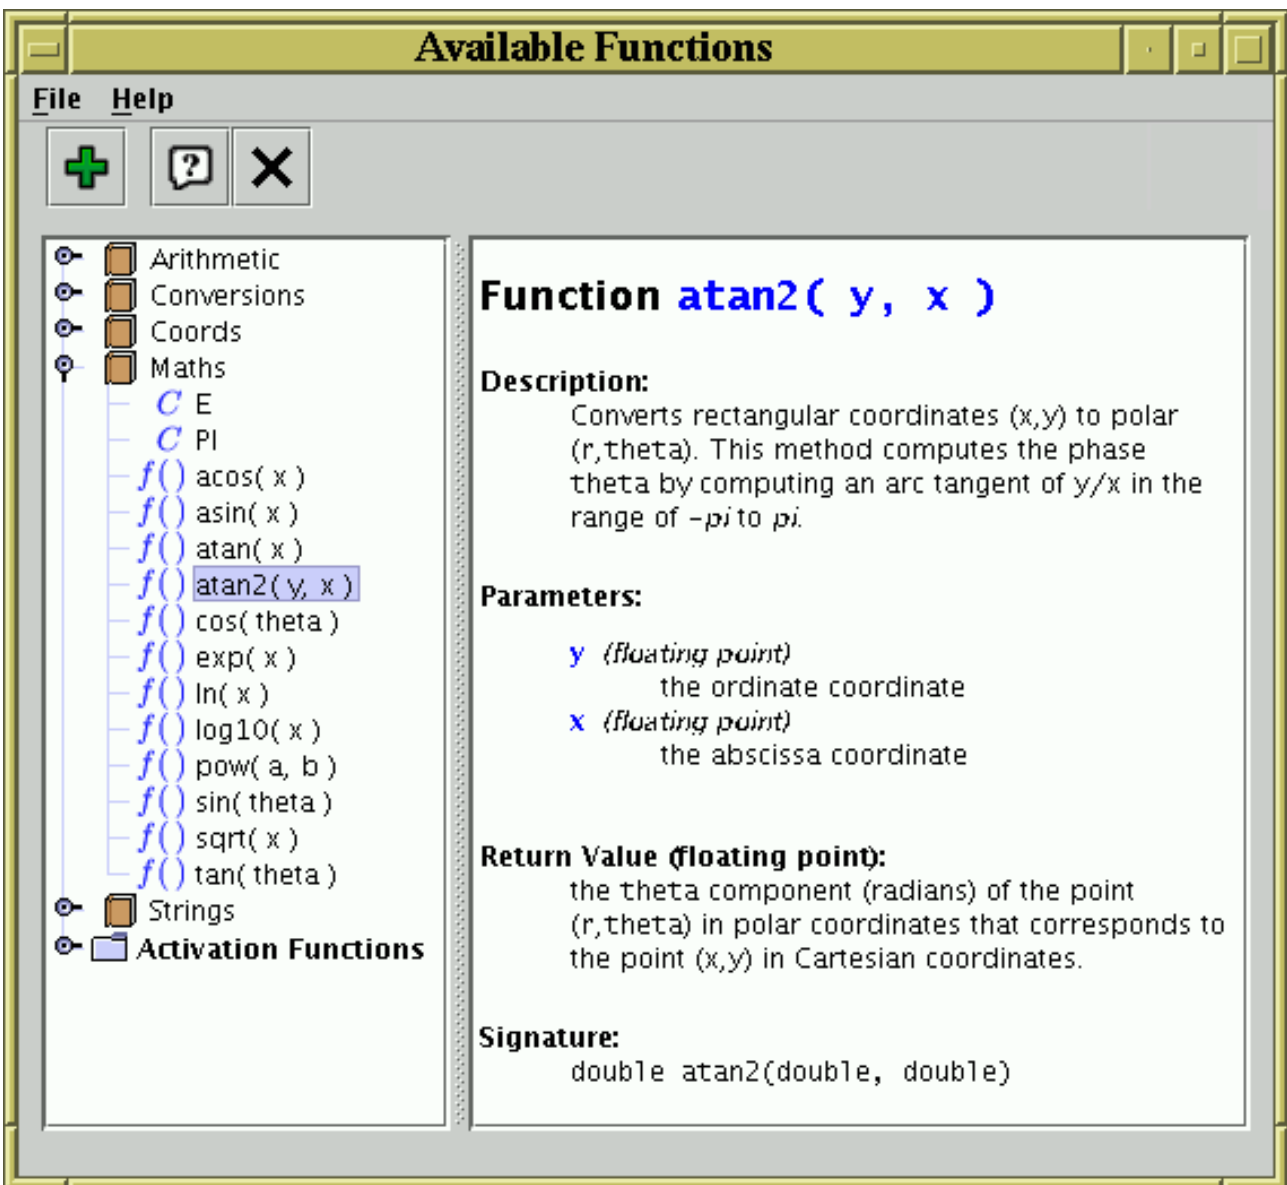 Available Functions
File Help
Arithmetic
Conversions
Coords
Maths
C E
C PI
f() acos( x )
f() asin( x )
f() atan( x )
f() atan2( y, x )
f() cos( theta )
f() exp( x )
f() ln( x )
f() log10( x )
f() pow( a, b )
f() sin( theta )
f() sqrt( x )
f() tan( theta )
Strings
Activation Functions
Function atan2( y, x )
Description:
Converts rectangular coordinates (x,y) to polar
(r,theta). This method computes the phase
theta by computing an arc tangent of y/x in the
range of -pi to pi.
Parameters:
y (floating point)
the ordinate coordinate
x (floating point)
the abscissa coordinate
Return Value (floating point):
the theta component (radians) of the point
(r,theta) in polar coordinates that corresponds to
the point (x,y) in Cartesian coordinates.
Signature:
double atan2(double, double)